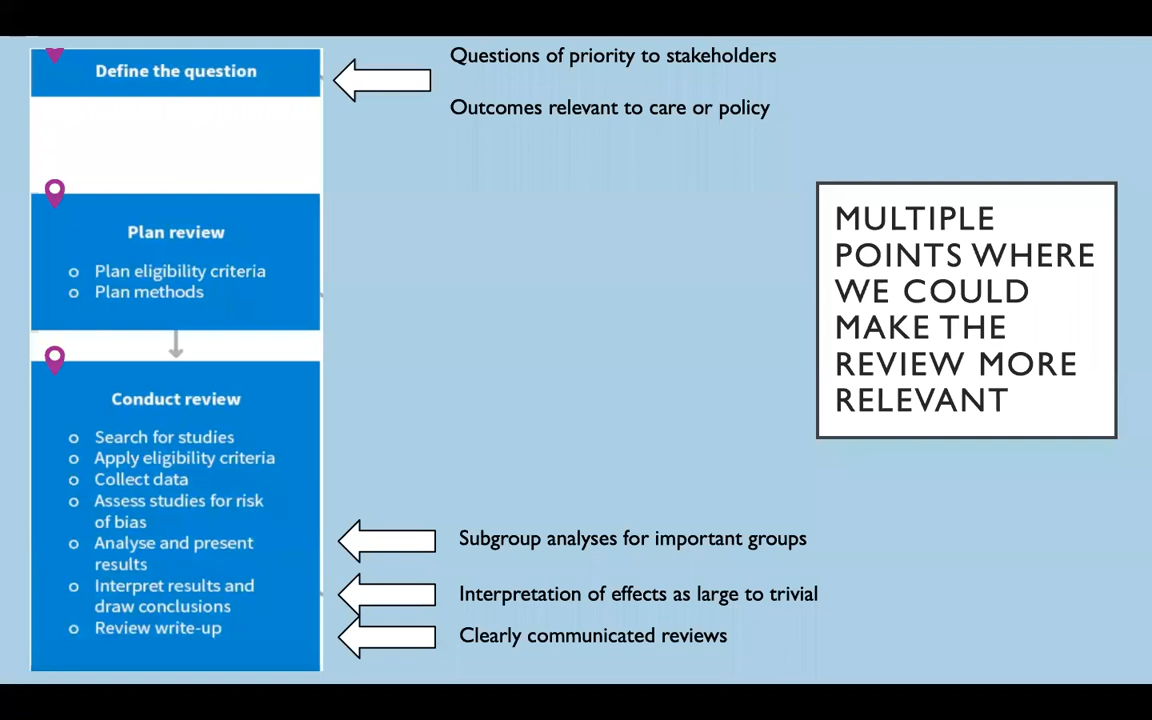 Define the question
Questions of priority to stakeholders
Outcomes relevant to care or policy
Plan review
o Plan eligibility criteria
o Plan methods
MULTIPLE
POINTS WHERE
WE COULD
MAKE THE
REVIEW MORE
RELEVANT
Conduct review
o Search for studies
o Apply eligibility criteria
o Collect data
o Assess studies for risk
of bias
o Analyse and present
results
o Interpret results and
draw conclusions
o Review write-up
Subgroup analyses for important groups
Interpretation of effects as large to trivial
Clearly communicated reviews